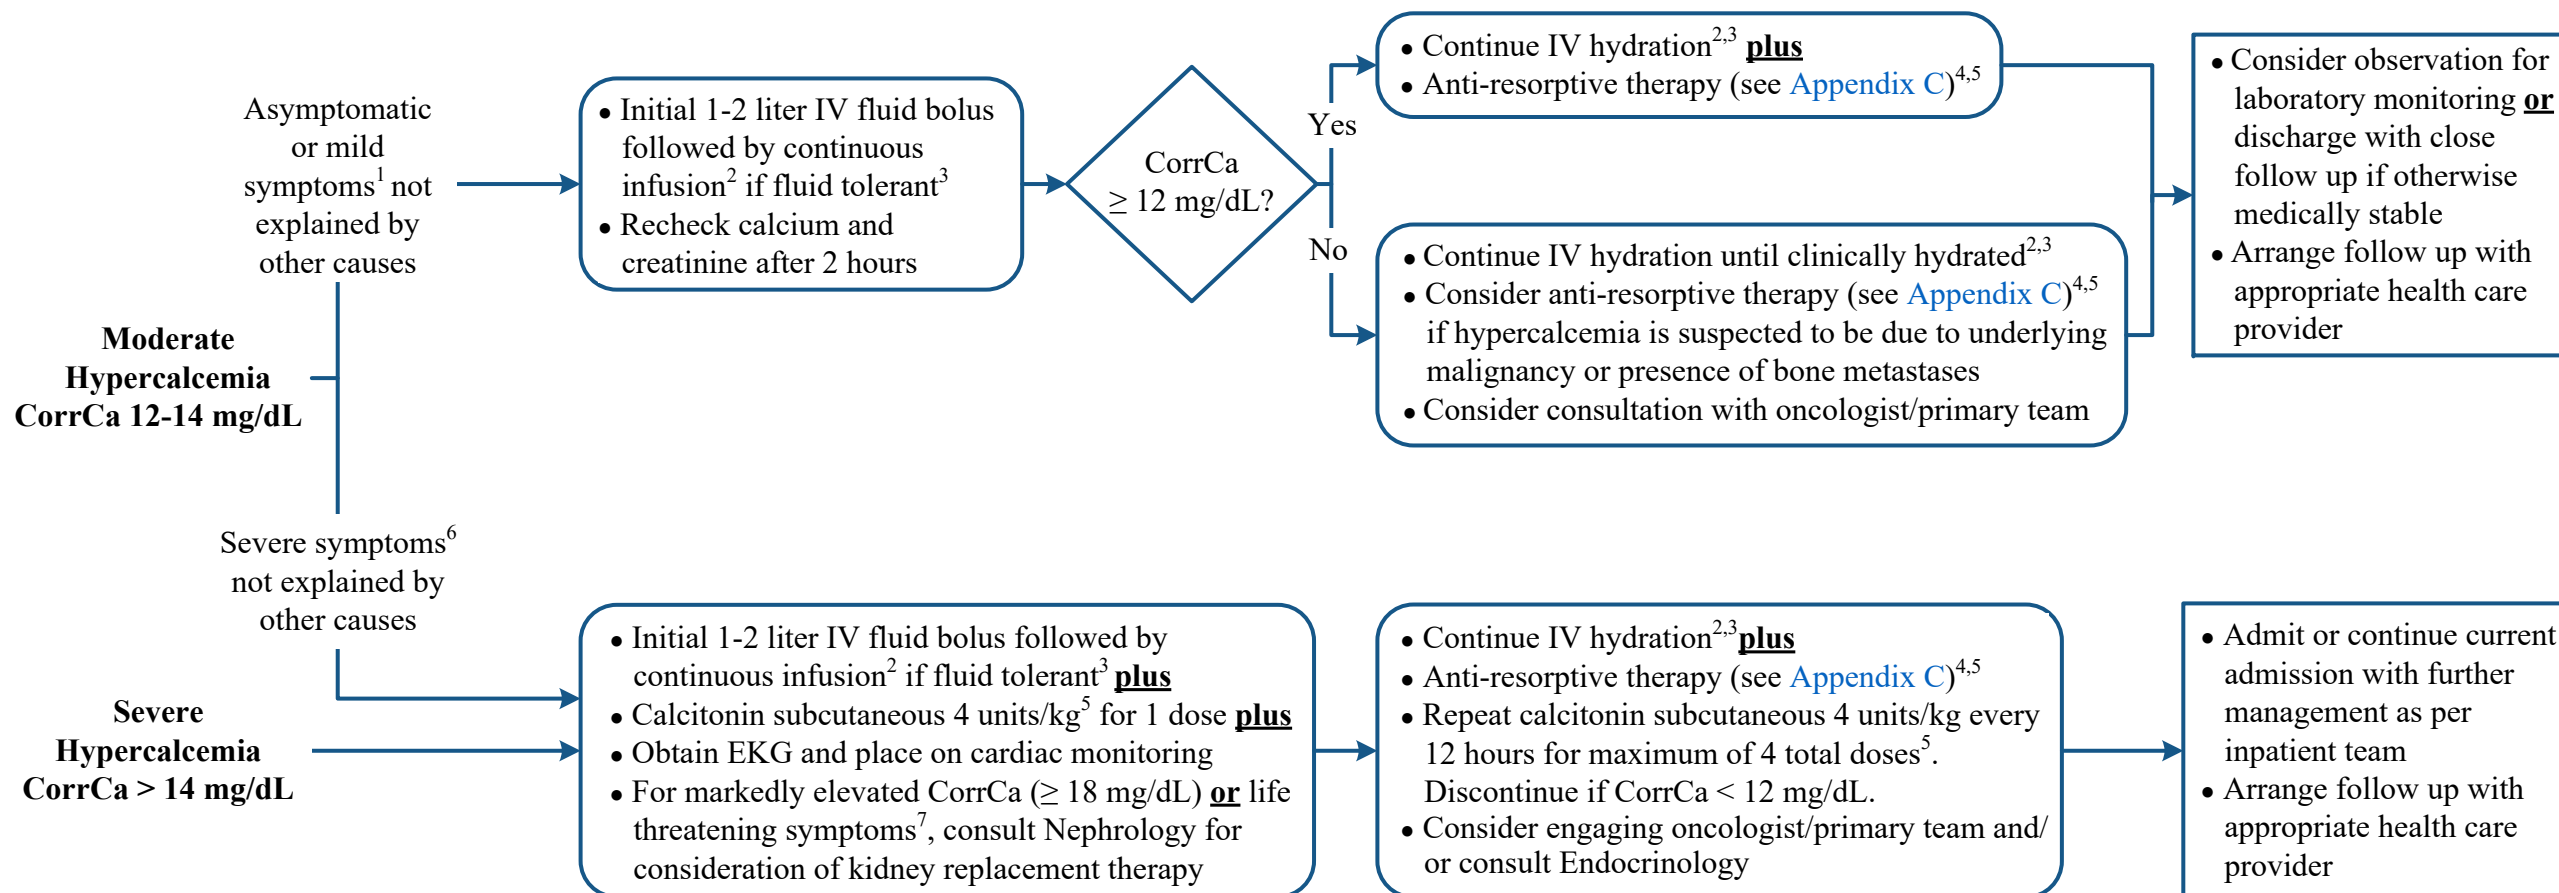 Moderate
Hypercalcemia
CorrCa 12-14 mg/dL
Asymptomatic
or mild
symptoms1 not
explained by
other causes
• Initial 1-2 liter IV fluid bolus
followed by continuous
infusion2 if fluid tolerant3
• Recheck calcium and
creatinine after 2 hours
CorrCa
≥ 12 mg/dL?
Yes
• Continue IV hydration2,3 plus
• Anti-resorptive therapy (see Appendix C)4,5
No
• Continue IV hydration until clinically hydrated2,3
• Consider anti-resorptive therapy (see Appendix C)4,5
if hypercalcemia is suspected to be due to underlying
malignancy or presence of bone metastases
• Consider consultation with oncologist/primary team
• Consider observation for
laboratory monitoring or
discharge with close
follow up if otherwise
medically stable
• Arrange follow up with
appropriate health care
provider
Severe symptoms6
not explained by
other causes
Severe
Hypercalcemia
CorrCa > 14 mg/dL
• Initial 1-2 liter IV fluid bolus followed by
continuous infusion2 if fluid tolerant3 plus
• Calcitonin subcutaneous 4 units/kg5 for 1 dose plus
• Obtain EKG and place on cardiac monitoring
• For markedly elevated CorrCa (≥ 18 mg/dL) or life
threatening symptoms7, consult Nephrology for
consideration of kidney replacement therapy
• Continue IV hydration2,3plus
• Anti-resorptive therapy (see Appendix C)4,5
• Repeat calcitonin subcutaneous 4 units/kg every
12 hours for maximum of 4 total doses5.
Discontinue if CorrCa < 12 mg/dL.
• Consider engaging oncologist/primary team and/
or consult Endocrinology
• Admit or continue current
admission with further
management as per
inpatient team
• Arrange follow up with
appropriate health care
provider